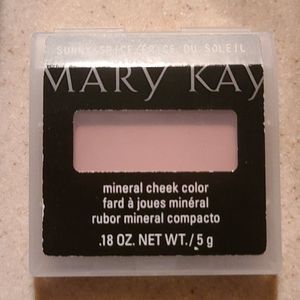 SUNNY SPICE/ÉPICE DU SOLEIL
MARY KAY
mineral cheek color
fard à joues minéral
rubor mineral compacto
.18 OZ. NET WT./5 g